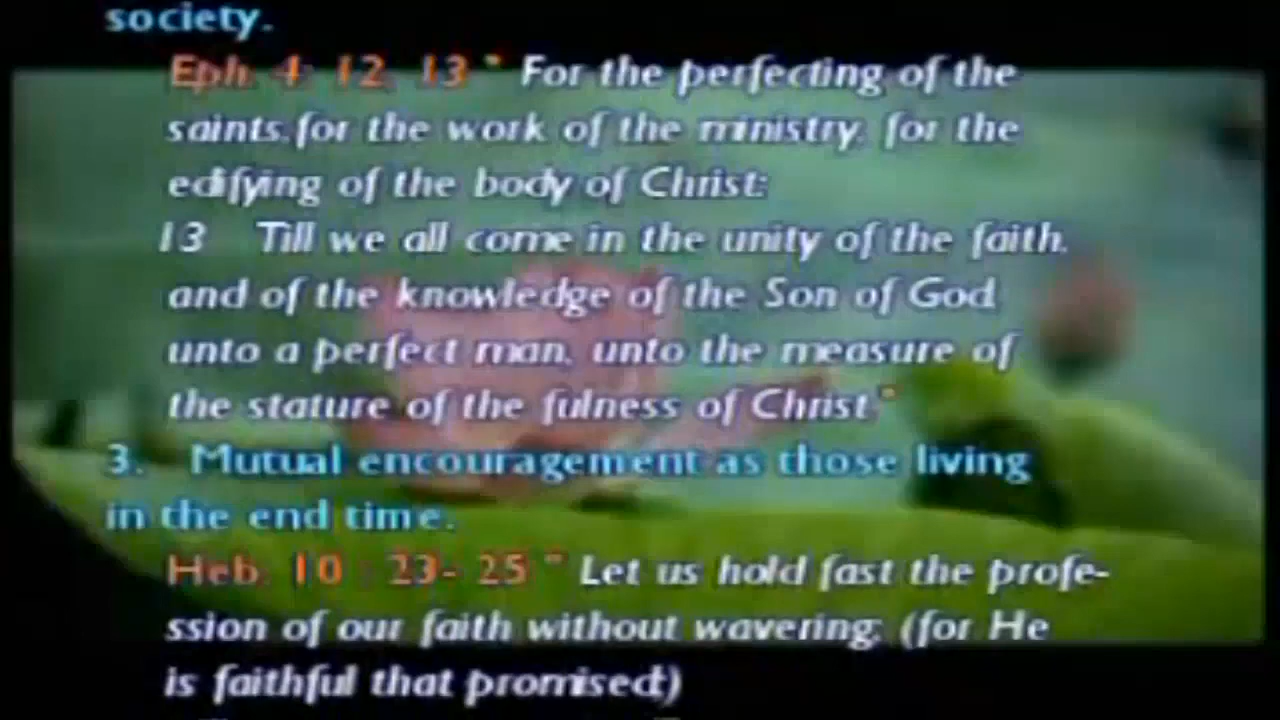 society.
Eph. 4: 12, 13 " For the perfecting of the
saints,for the work of the ministry, for the
edifying of the body of Christ:
13 Till we all come in the unity of the faith,
and of the knowledge of the Son of God,
unto a perfect man, unto the measure of
the stature of the fulness of Christ."
3. Mutual encouragement as those living
in the end time.
Heb. 10 : 23- 25 " Let us hold fast the profe-
ssion of our faith without wavering; (for He
is faithful that promised;)